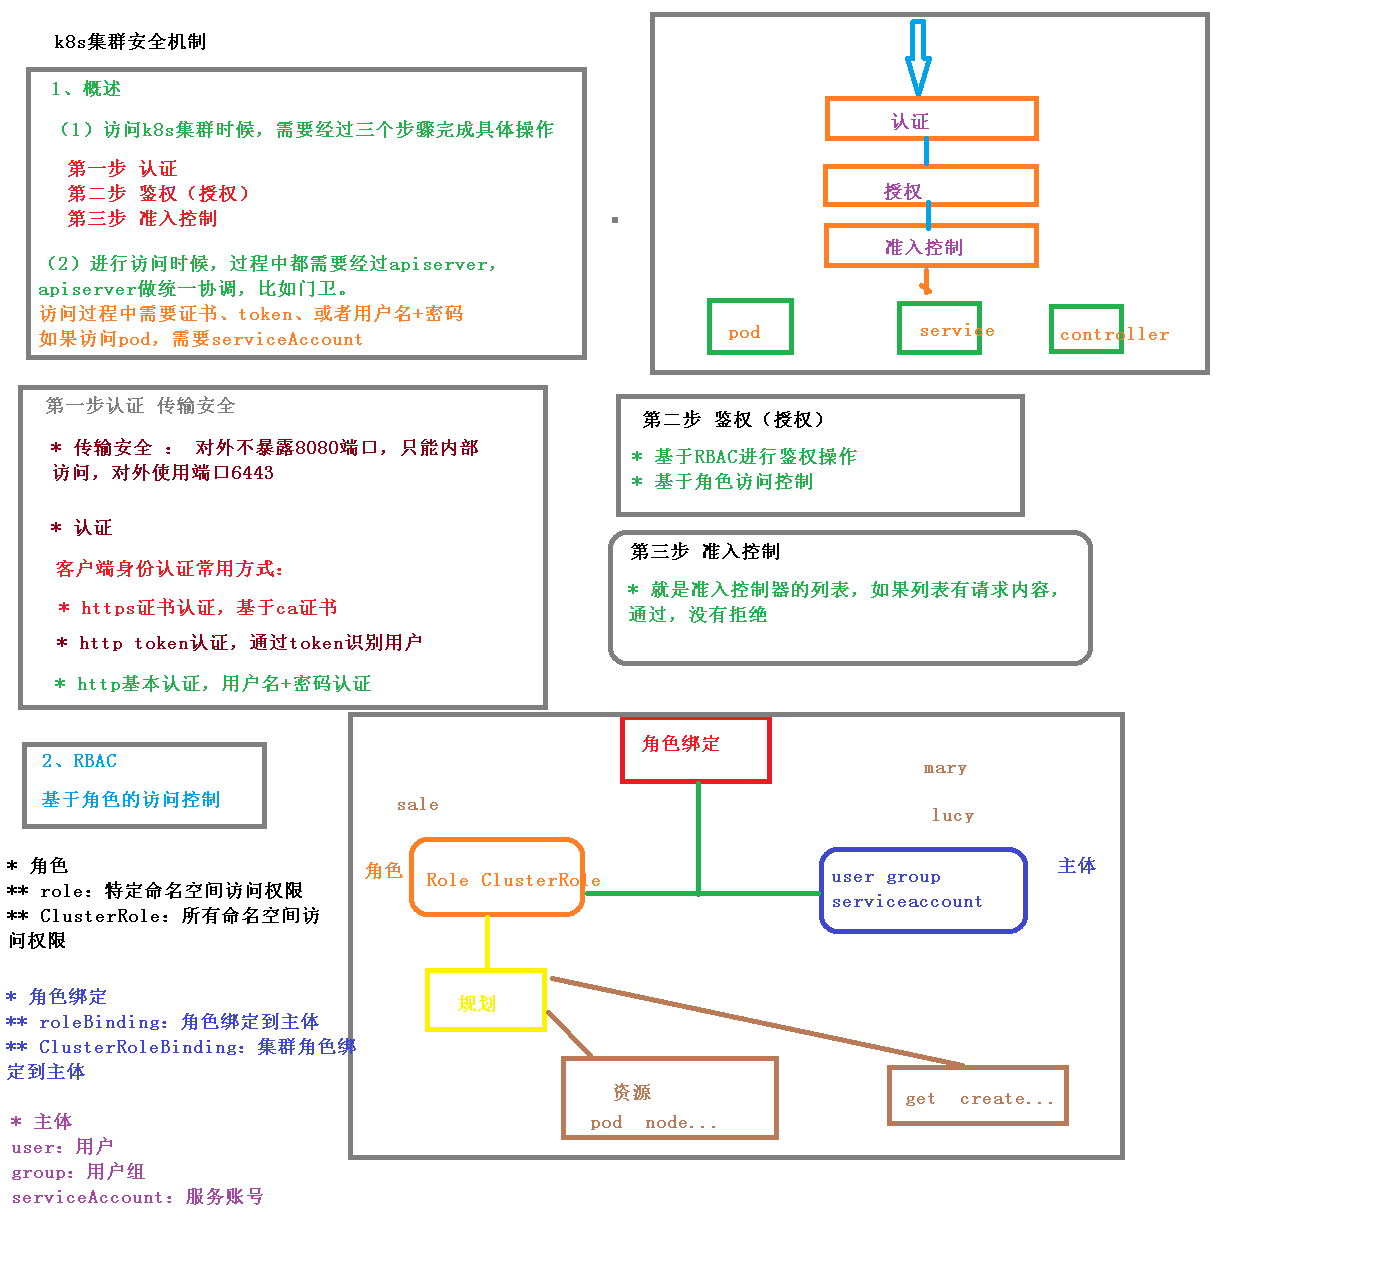 k8s集群安全机制
1、概述
（1）访问k8s集群时候，需要经过三个步骤完成具体操作
第一步 认证
第二步 鉴权（授权）
第三步 准入控制
（2）进行访问时候，过程中都需要经过apiserver，
apiserver做统一协调，比如门卫。
访问过程中需要证书、token、或者用户名+密码
如果访问pod，需要serviceAccount
认证
授权
准入控制
pod
service
controller
第一步认证 传输安全
* 传输安全 ： 对外不暴露8080端口，只能内部
访问，对外使用端口6443
* 认证
客户端身份认证常用方式：
* https证书认证，基于ca证书
* http token认证，通过token识别用户
* http基本认证，用户名+密码认证
第二步 鉴权（授权）
* 基于RBAC进行鉴权操作
* 基于角色访问控制
第三步 准入控制
* 就是准入控制器的列表，如果列表有请求内容，
通过，没有拒绝
2、RBAC
基于角色的访问控制
* 角色
** role：特定命名空间访问权限
** ClusterRole：所有命名空间访
问权限
* 角色绑定
** roleBinding：角色绑定到主体
** ClusterRoleBinding：集群角色绑
定到主体
* 主体
user：用户
group：用户组
serviceAccount：服务账号
角色绑定
mary
sale
lucy
角色
Role ClusterRole
user group
serviceaccount
主体
规划
资源
pod node...
get create...